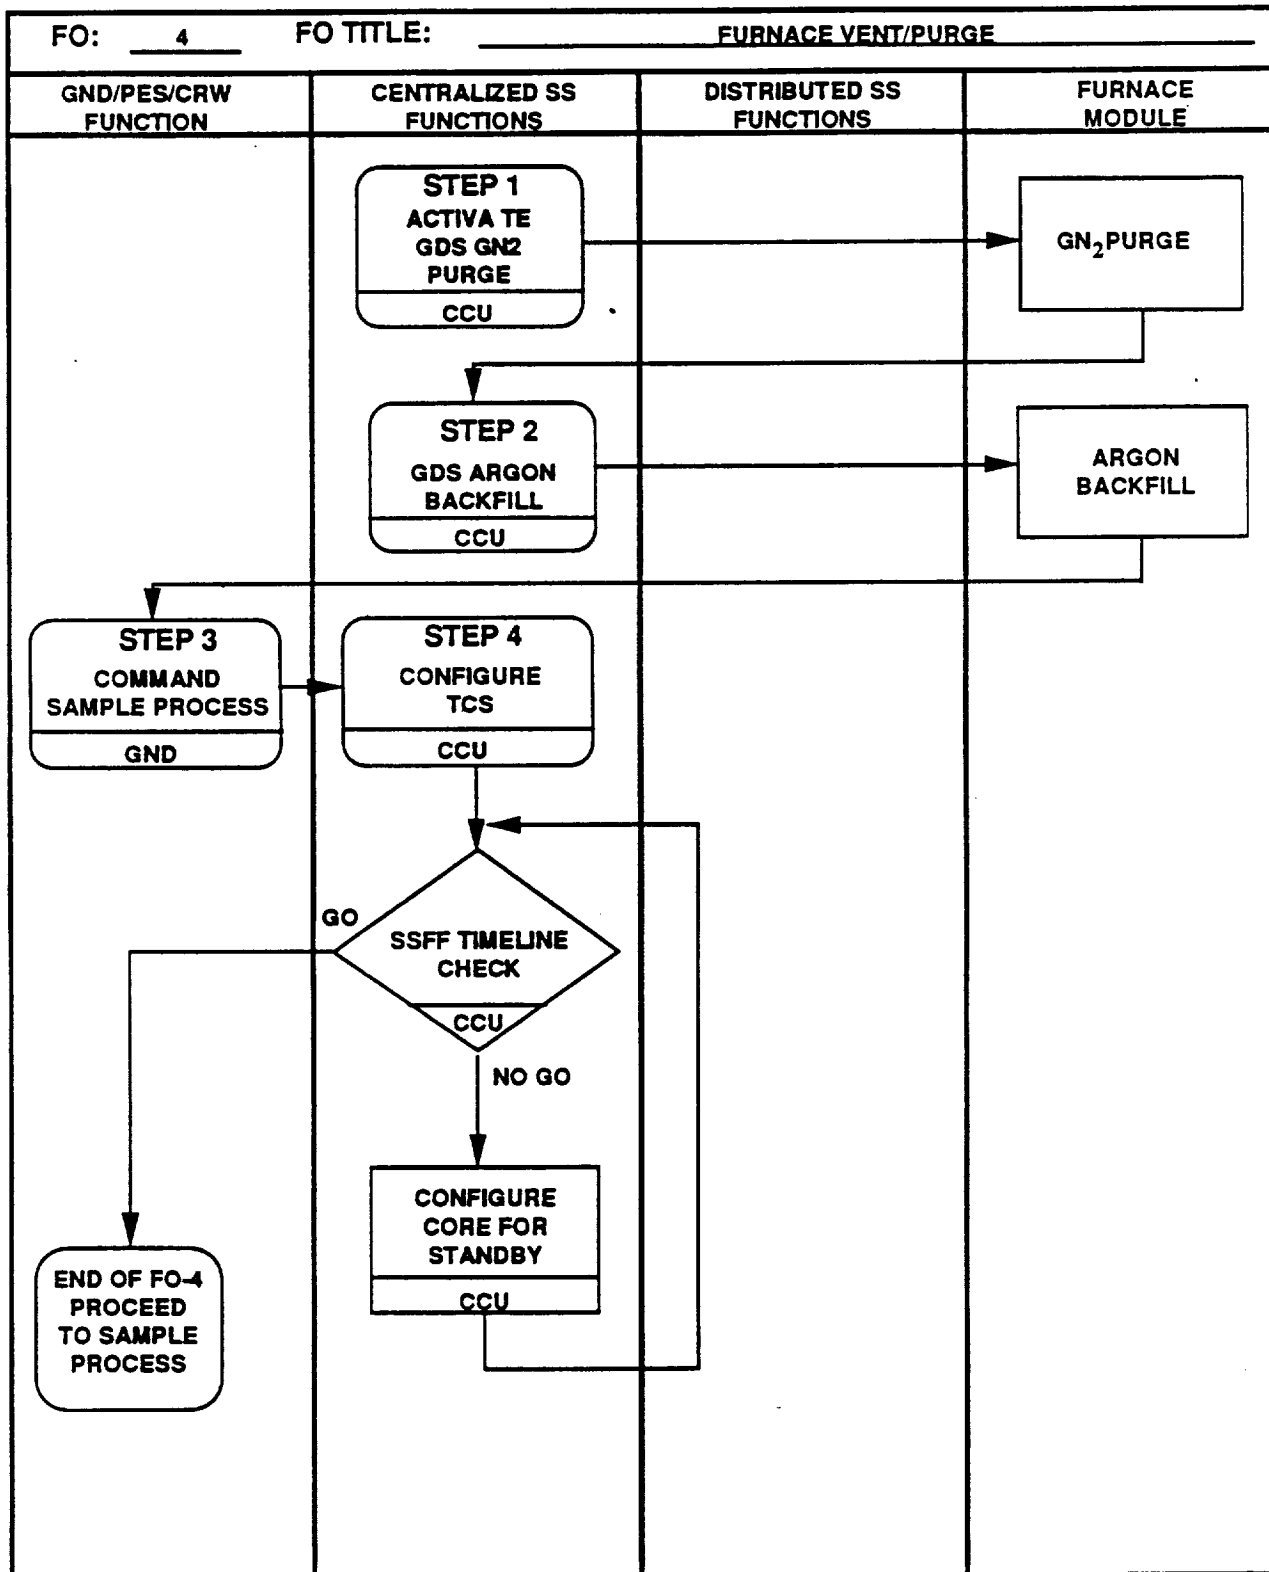 FO: 4 FO TITLE: FURNACE VENT/PURGE
GND/PES/CRW
FUNCTION
CENTRALIZED SS
FUNCTIONS
DISTRIBUTED SS
FUNCTIONS
FURNACE
MODULE
STEP 1
ACTIVA TE
GDS GN2
PURGE
CCU
GN₂PURGE
STEP 2
GDS ARGON
BACKFILL
CCU
ARGON
BACKFILL
STEP 3
COMMAND
SAMPLE PROCESS
GND
STEP 4
CONFIGURE
TCS
CCU
GO
SSFF TIMELINE
CHECK
CCU
NO GO
CONFIGURE
CORE FOR
STANDBY
CCU
END OF FO-4
PROCEED
TO SAMPLE
PROCESS